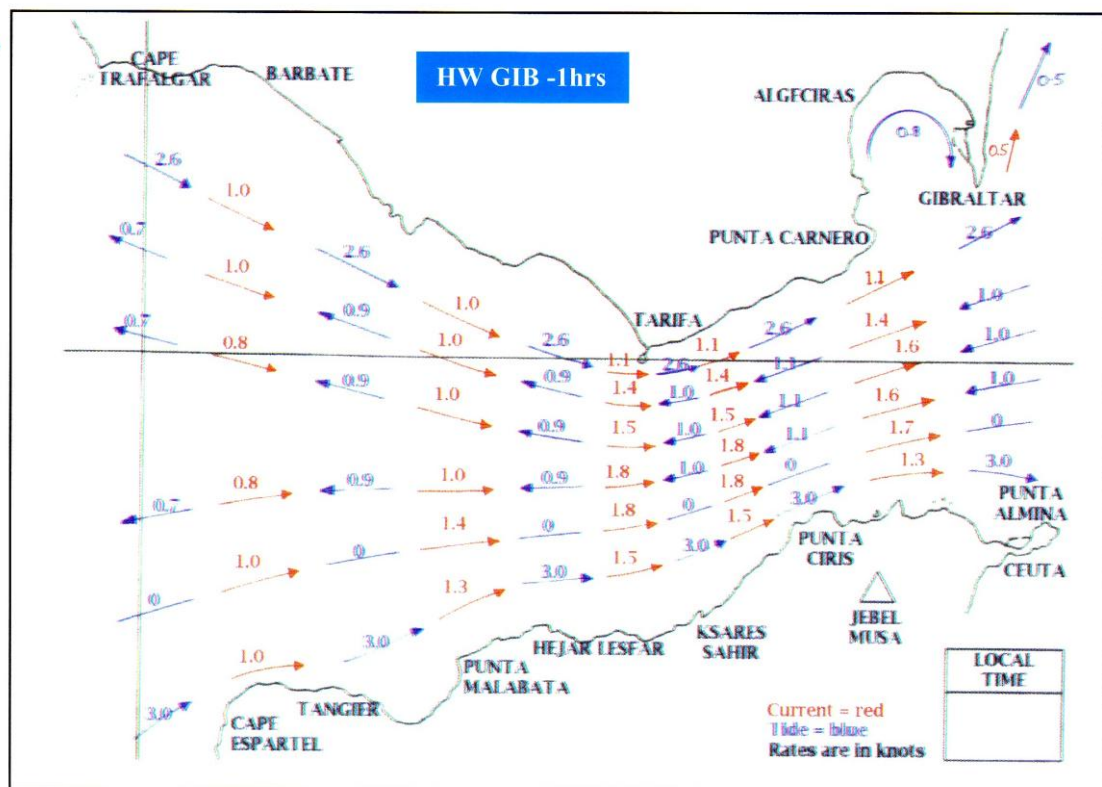 HW GIB -1hrs
CAPE
TRAFALGAR
BARBATE
ALGECIRAS
0.5
0.8
0.5
GIBRALTAR
PUNTA CARNERO
TARIFA
2.6
1.0
0.7
2.6
2.6
1.0
0.9
1.0
1.1
1.0
0.7
1.0
2.6
2.6
1.4
1.0
0.8
0.9
1.1
2.6
1.1
1.6
1.0
0.9
1.4
1.0
1.4
1.1
1.6
0
1.0
0.9
1.5
1.0
1.5
1.1
1.7
3.0
0.8
0.9
1.0
0.9
1.8
1.0
1.8
0
1.3
0.7
1.4
0
1.8
0
1.8
3.0
PUNTA
ALMINA
0
1.0
0
1.3
3.0
1.5
3.0
1.5
PUNTA
CIRIS
CEUTA
3.0
1.0
3.0
HEJAR LESFAR
KSARES
SAHIR
JEBEL
MUSA
PUNTA
MALABATA
TANGIER
CAPE
ESPARTEL
LOCAL
TIME
Current = red
Tide = blue
Rates are in knots